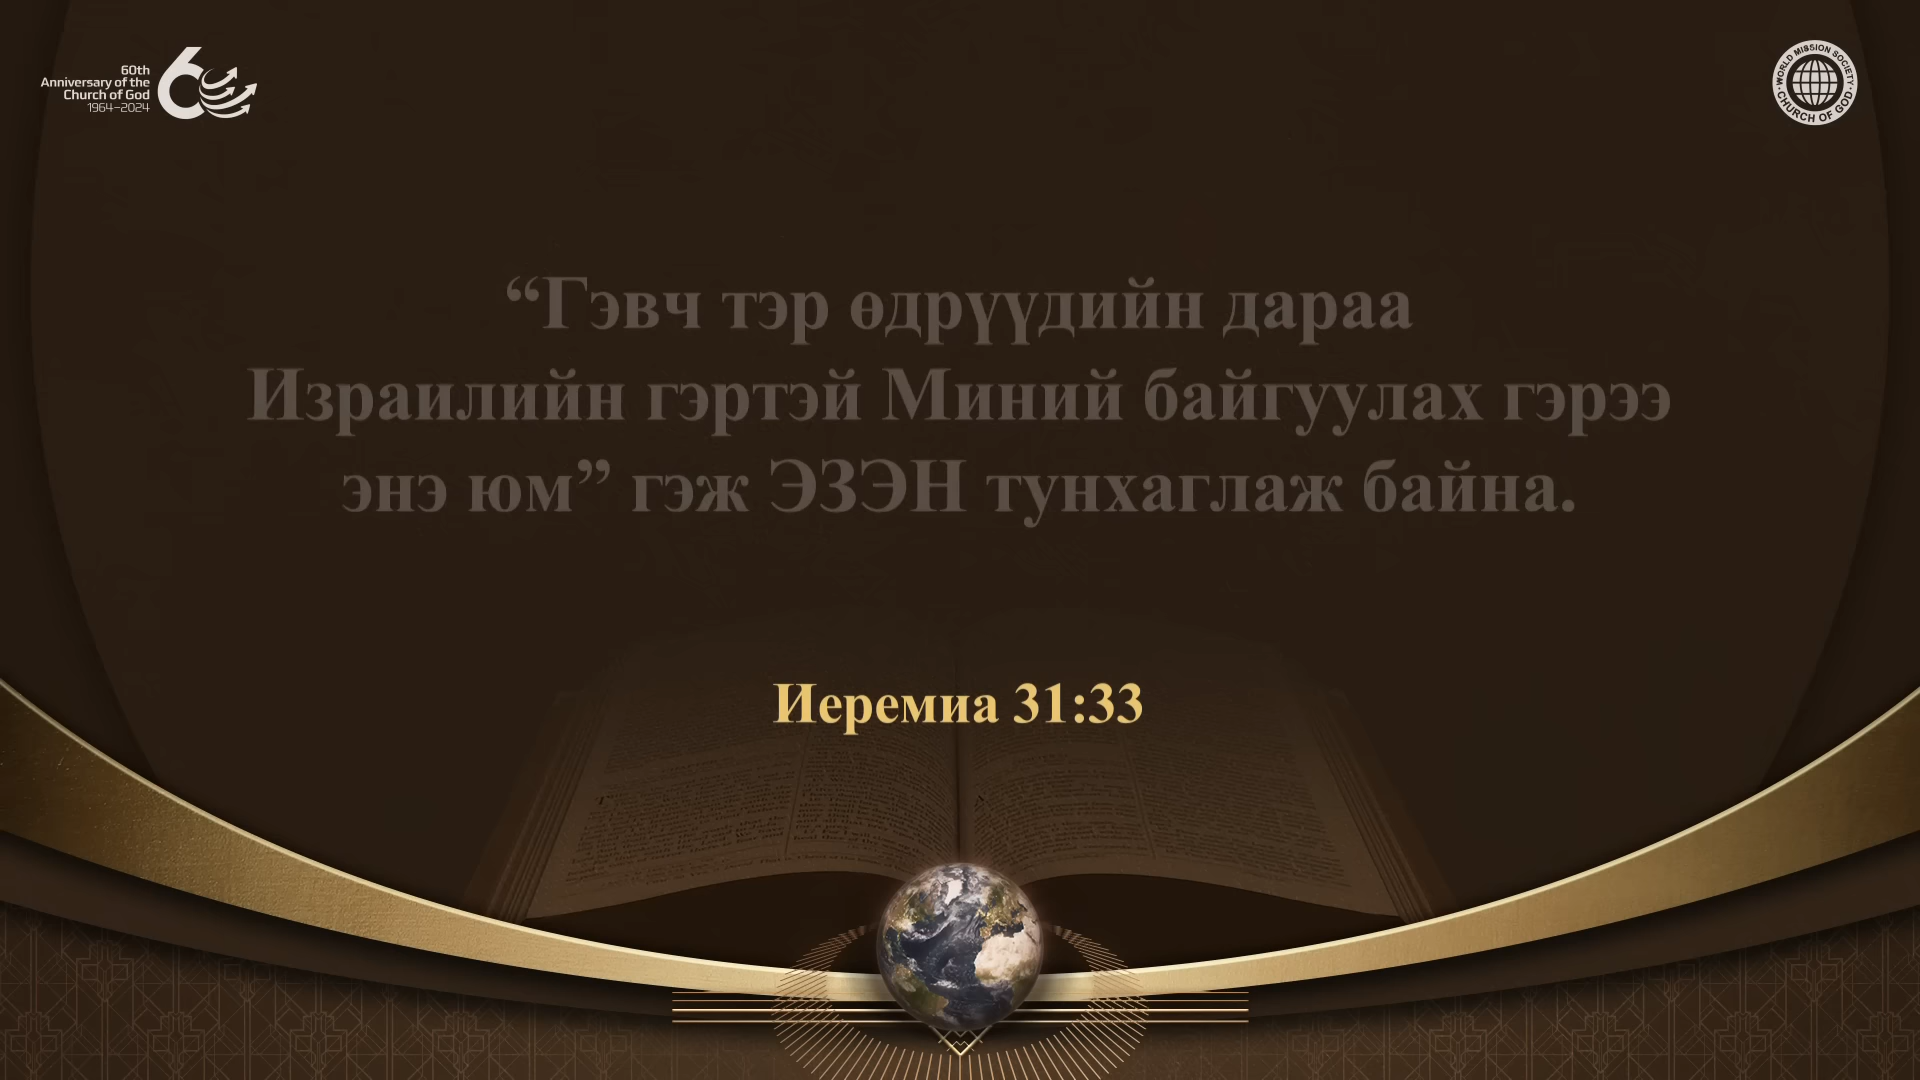 60th
Anniversary of the
Church of God
1964–2024
WORLD MISSION SOCIETY
CHURCH OF GOD
“Гэвч тэр өдрүүдийн дараа
Израилийн гэртэй Миний байгуулах гэрээ
энэ юм” гэж ЭЗЭН тунхаглаж байна.
Иеремиа 31:33